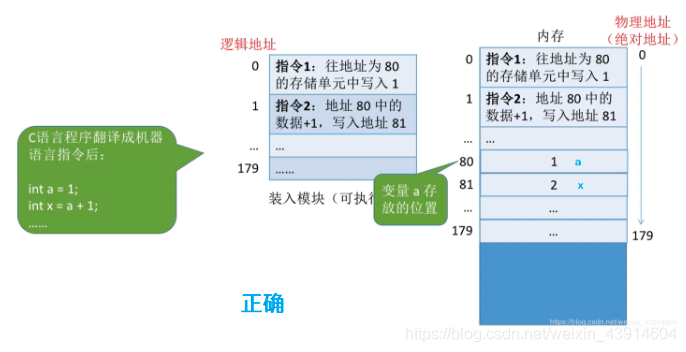 逻辑地址
0
指令1：往地址为 80
的存储单元中写入 1
1
指令2：地址 80 中的
数据+1，写入地址 81
…
…
179
……
装入模块（可执行
C语言程序翻译成机器
语言指令后：
int a = 1;
int x = a + 1;
……
变量 a 存
放的位置
正确
内存
物理地址
（绝对地址）
0
指令1：往地址为 80
的存储单元中写入 1
0
1
指令2：地址 80 中的
数据+1，写入地址 81
…
…
80
1 a
81
2 x
…
…
179
…
179
https://blog.csdn.net/weixin_43914604
https://blog.csdn.net/weixin_43914604